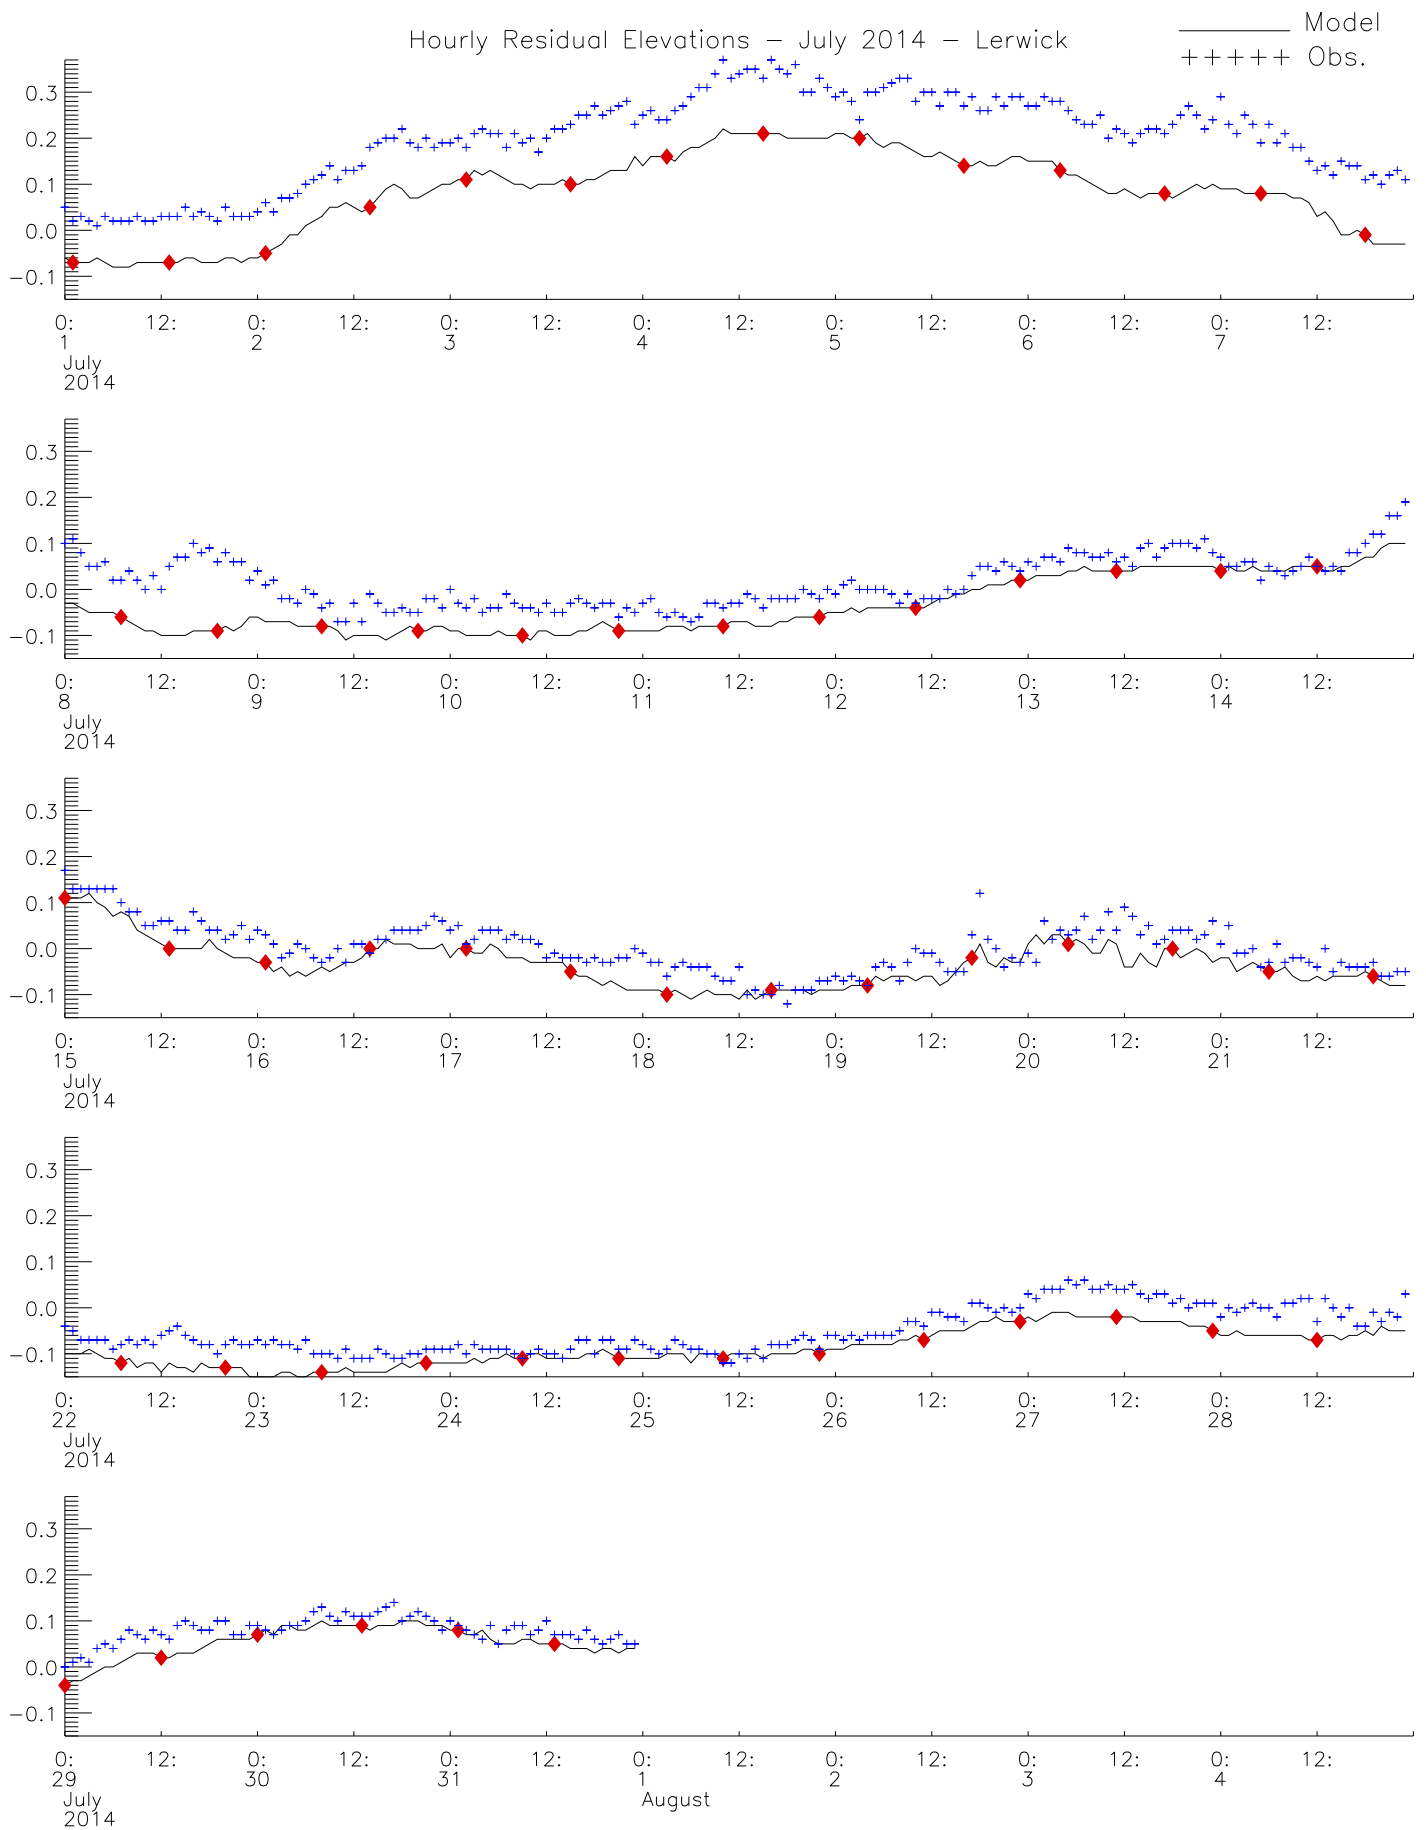 Hourly Residual Elevations − July 2014 − Lerwick
Model
+++++ Obs.
0.3
0.2
0.1
0.0
−0.1
0: 12: 0: 12: 0: 12: 0: 12: 0: 12: 0: 12: 0: 12:
1 2 3 4 5 6 7
July
2014
0.3
0.2
0.1
0.0
−0.1
0: 12: 0: 12: 0: 12: 0: 12: 0: 12: 0: 12: 0: 12:
8 9 10 11 12 13 14
July
2014
0.3
0.2
0.1
0.0
−0.1
0: 12: 0: 12: 0: 12: 0: 12: 0: 12: 0: 12: 0: 12:
15 16 17 18 19 20 21
July
2014
0.3
0.2
0.1
0.0
−0.1
0: 12: 0: 12: 0: 12: 0: 12: 0: 12: 0: 12: 0: 12:
22 23 24 25 26 27 28
July
2014
0.3
0.2
0.1
0.0
−0.1
0: 12: 0: 12: 0: 12: 0: 12: 0: 12: 0: 12: 0: 12:
29 30 31 1 2 3 4
July August
2014